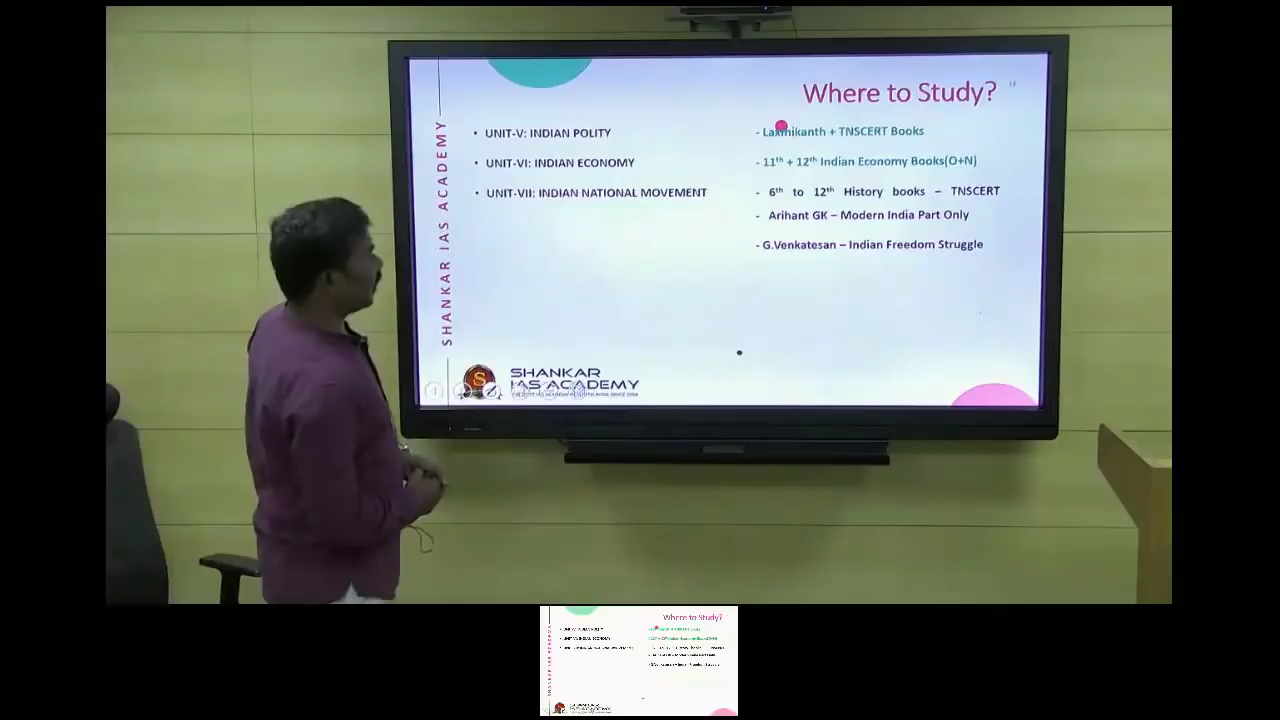 Where to Study?
SHANKAR IAS ACADEMY
• UNIT-V: INDIAN POLITY
- Laxmikanth + TNSCERT Books
• UNIT-VI: INDIAN ECONOMY
- 11th + 12th Indian Economy Books(O+N)
• UNIT-VII: INDIAN NATIONAL MOVEMENT
- 6th to 12th History books – TNSCERT
- Arihant GK – Modern India Part Only
- G.Venkatesan – Indian Freedom Struggle
S
SHANKAR
IAS ACADEMY
Where to Study?